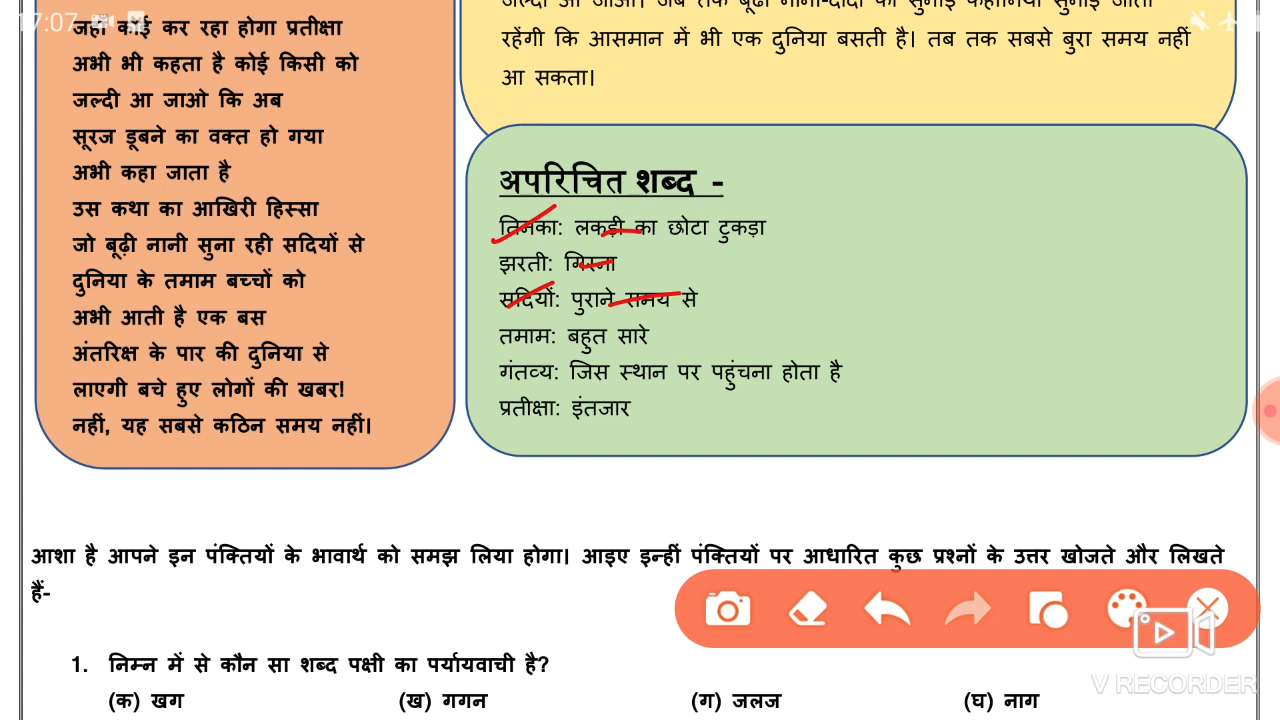 17:07
जहाँ कोई कर रहा होगा प्रतीक्षा
अभी भी कहता है कोई किसी को
जल्दी आ जाओ कि अब
सूरज डूबने का वक्त हो गया
अभी कहा जाता है
उस कथा का आखिरी हिस्सा
जो बूढ़ी नानी सुना रही सदियों से
दुनिया के तमाम बच्चों को
अभी आती है एक बस
अंतरिक्ष के पार की दुनिया से
लाएगी बचे हुए लोगों की खबर!
नहीं, यह सबसे कठिन समय नहीं।
जल्दी आ जाओ। जब तक बूढ़ी नानी-दादी की सुनाई कहानियाँ सुनाई जाती
रहेंगी कि आसमान में भी एक दुनिया बसती है। तब तक सबसे बुरा समय नहीं
आ सकता।
अपरिचित शब्द -
तिनका: लकड़ी का छोटा टुकड़ा
झरती: गिरना
सदियों: पुराने समय से
तमाम: बहुत सारे
गंतव्य: जिस स्थान पर पहुंचना होता है
प्रतीक्षा: इंतजार
आशा है आपने इन पंक्तियों के भावार्थ को समझ लिया होगा। आइए इन्हीं पंक्तियों पर आधारित कुछ प्रश्नों के उत्तर खोजते और लिखते
हैं-
1. निम्न में से कौन सा शब्द पक्षी का पर्यायवाची है?
(क) खग (ख) गगन (ग) जलज (घ) नाग
V RECORDER